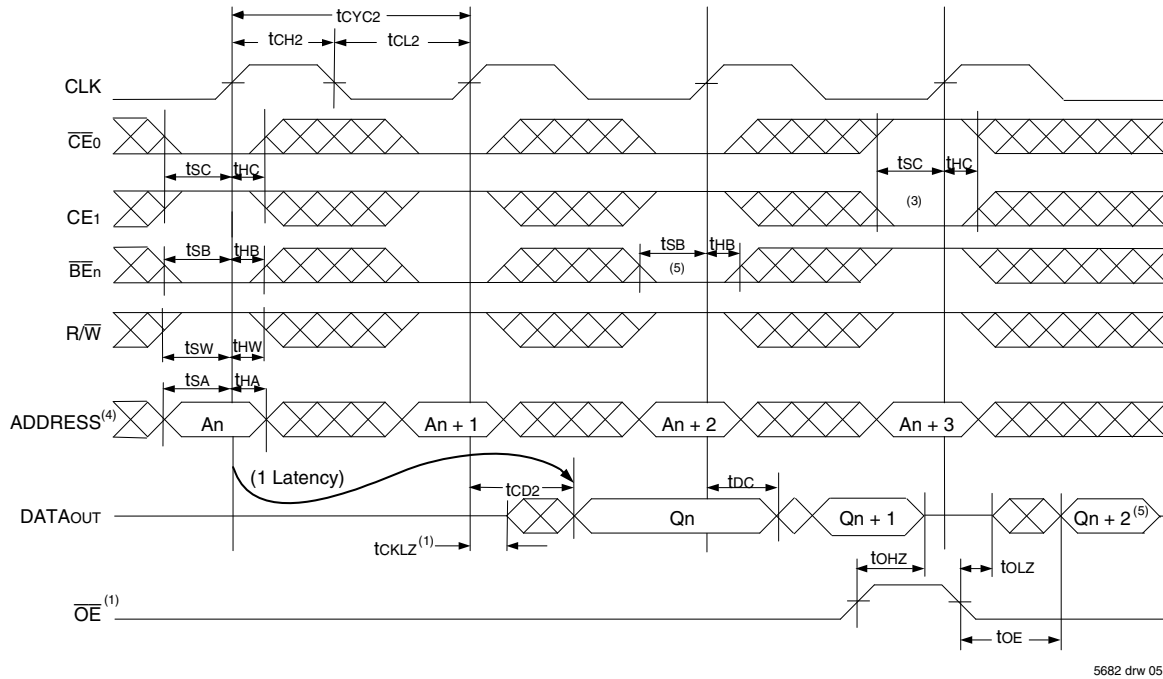 tCYC2
tCH2 tCL2
CLK
CE0
tSC tHC tSC tHC
CE1 (3)
tSB tHB tSB tHB
BEn (5)
R/W
tSW tHW
tSA tHA
ADDRESS(4) An An + 1 An + 2 An + 3
(1 Latency) tCD2 tDC
DATAOUT Qn Qn + 1 Qn + 2(5)
tCKLZ(1)
tOHZ tOLZ
OE(1)
tOE
5682 drw 05